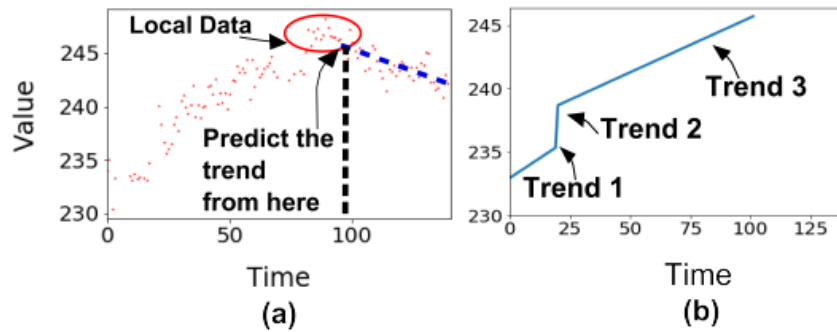 Local Data
245
240
235
230
Value
Predict the
trend
from here
0
50
100
Time
(a)
245
240
235
230
Trend 3
Trend 2
Trend 1
0
25
50
75
100
125
Time
(b)